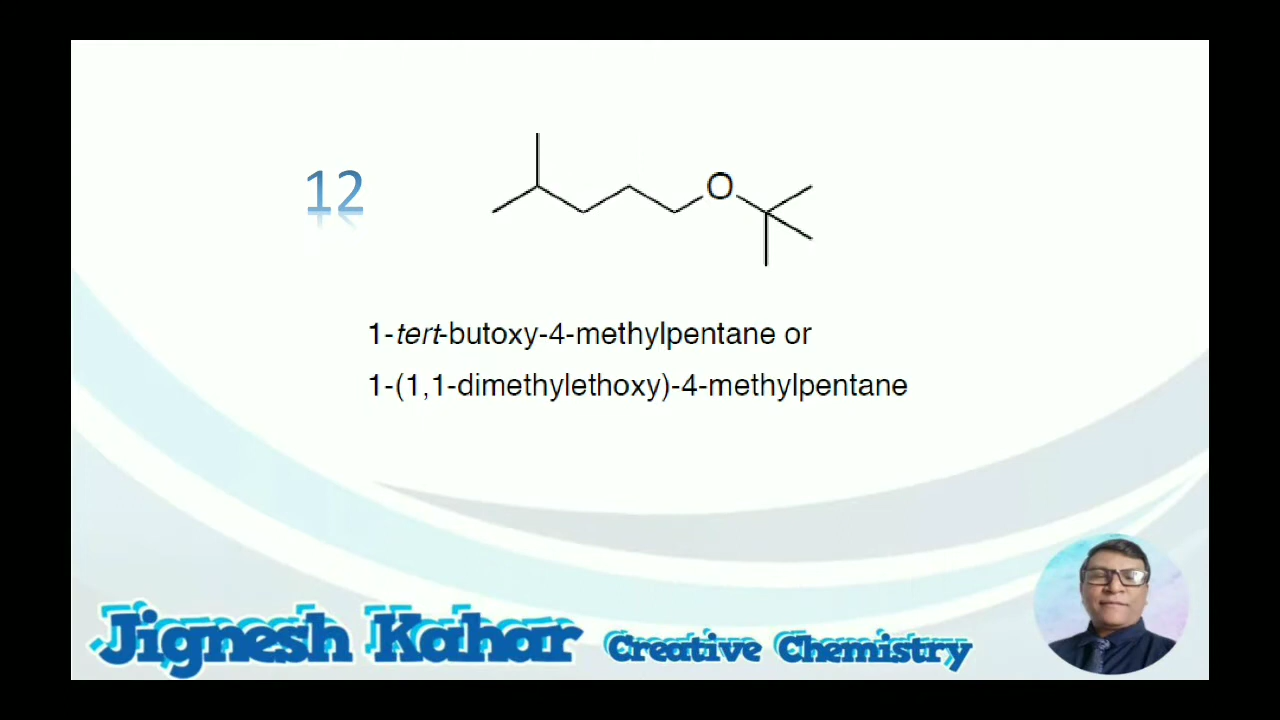 12
O
1-tert-butoxy-4-methylpentane or
1-(1,1-dimethylethoxy)-4-methylpentane
Jignesh Kahar Creative Chemistry